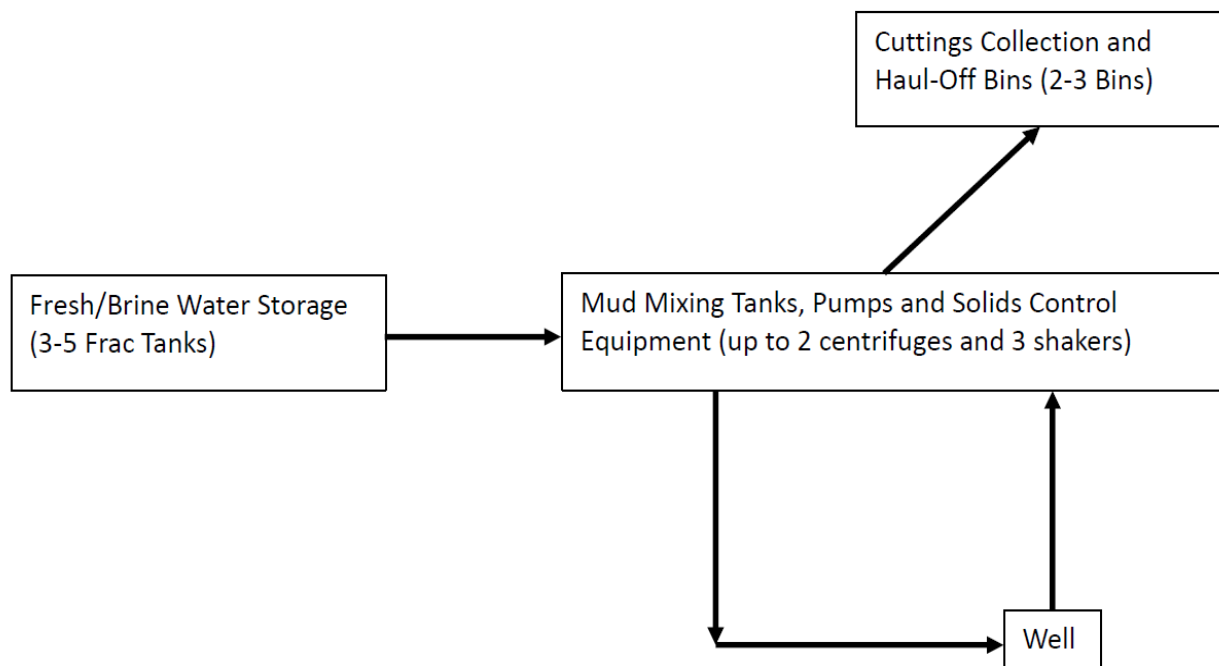 Cuttings Collection and
Haul-Off Bins (2-3 Bins)
Fresh/Brine Water Storage
(3-5 Frac Tanks)
Mud Mixing Tanks, Pumps and Solids Control
Equipment (up to 2 centrifuges and 3 shakers)
Well